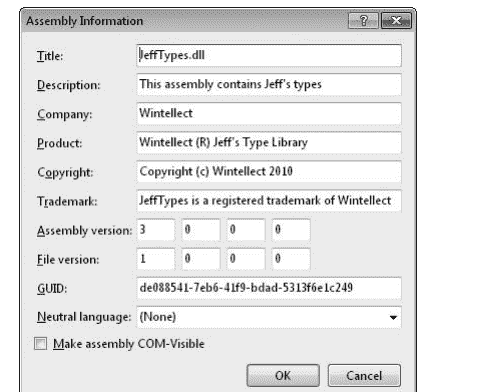 Assembly Information
Title: JeffTypes.dll
Description: This assembly contains Jeff's types
Company: Wintellect
Product: Wintellect (R) Jeff's Type Library
Copyright: Copyright (c) Wintellect 2010
Trademark: JeffTypes is a registered trademark of Wintellect
Assembly version: 3 0 0 0
File version: 1 0 0 0
GUID: de088541-7eb6-41f9-bdad-5313f6e1c249
Neutral language: (None)
Make assembly COM-Visible
OK Cancel